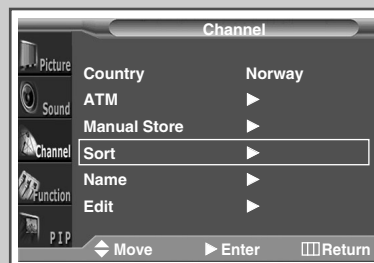 Channel
Picture
Sound
Channel
Function
PIP
Country Norway
ATM
Manual Store
Sort
Name
Edit
Move Enter Return